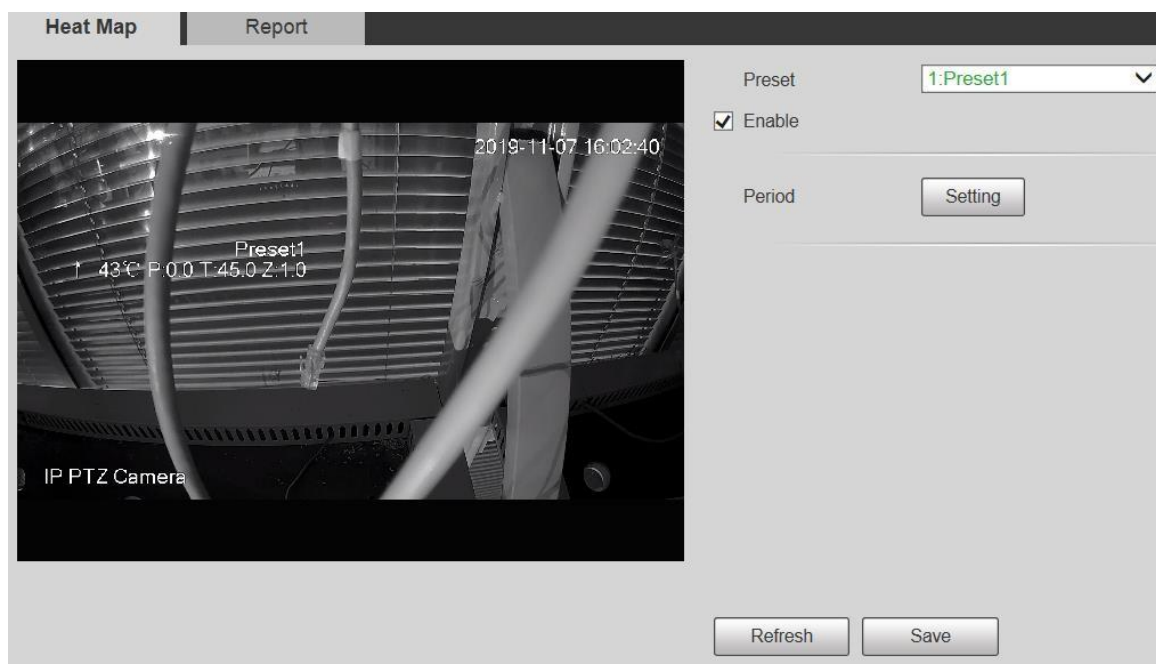 Heat Map
Report
2019-11-07 16:02:40
Preset1
↑ 43℃ P:0.0 T:45.0 Z:1.0
IP PTZ Camera
Preset
1:Preset1
Enable
Period
Setting
Refresh
Save